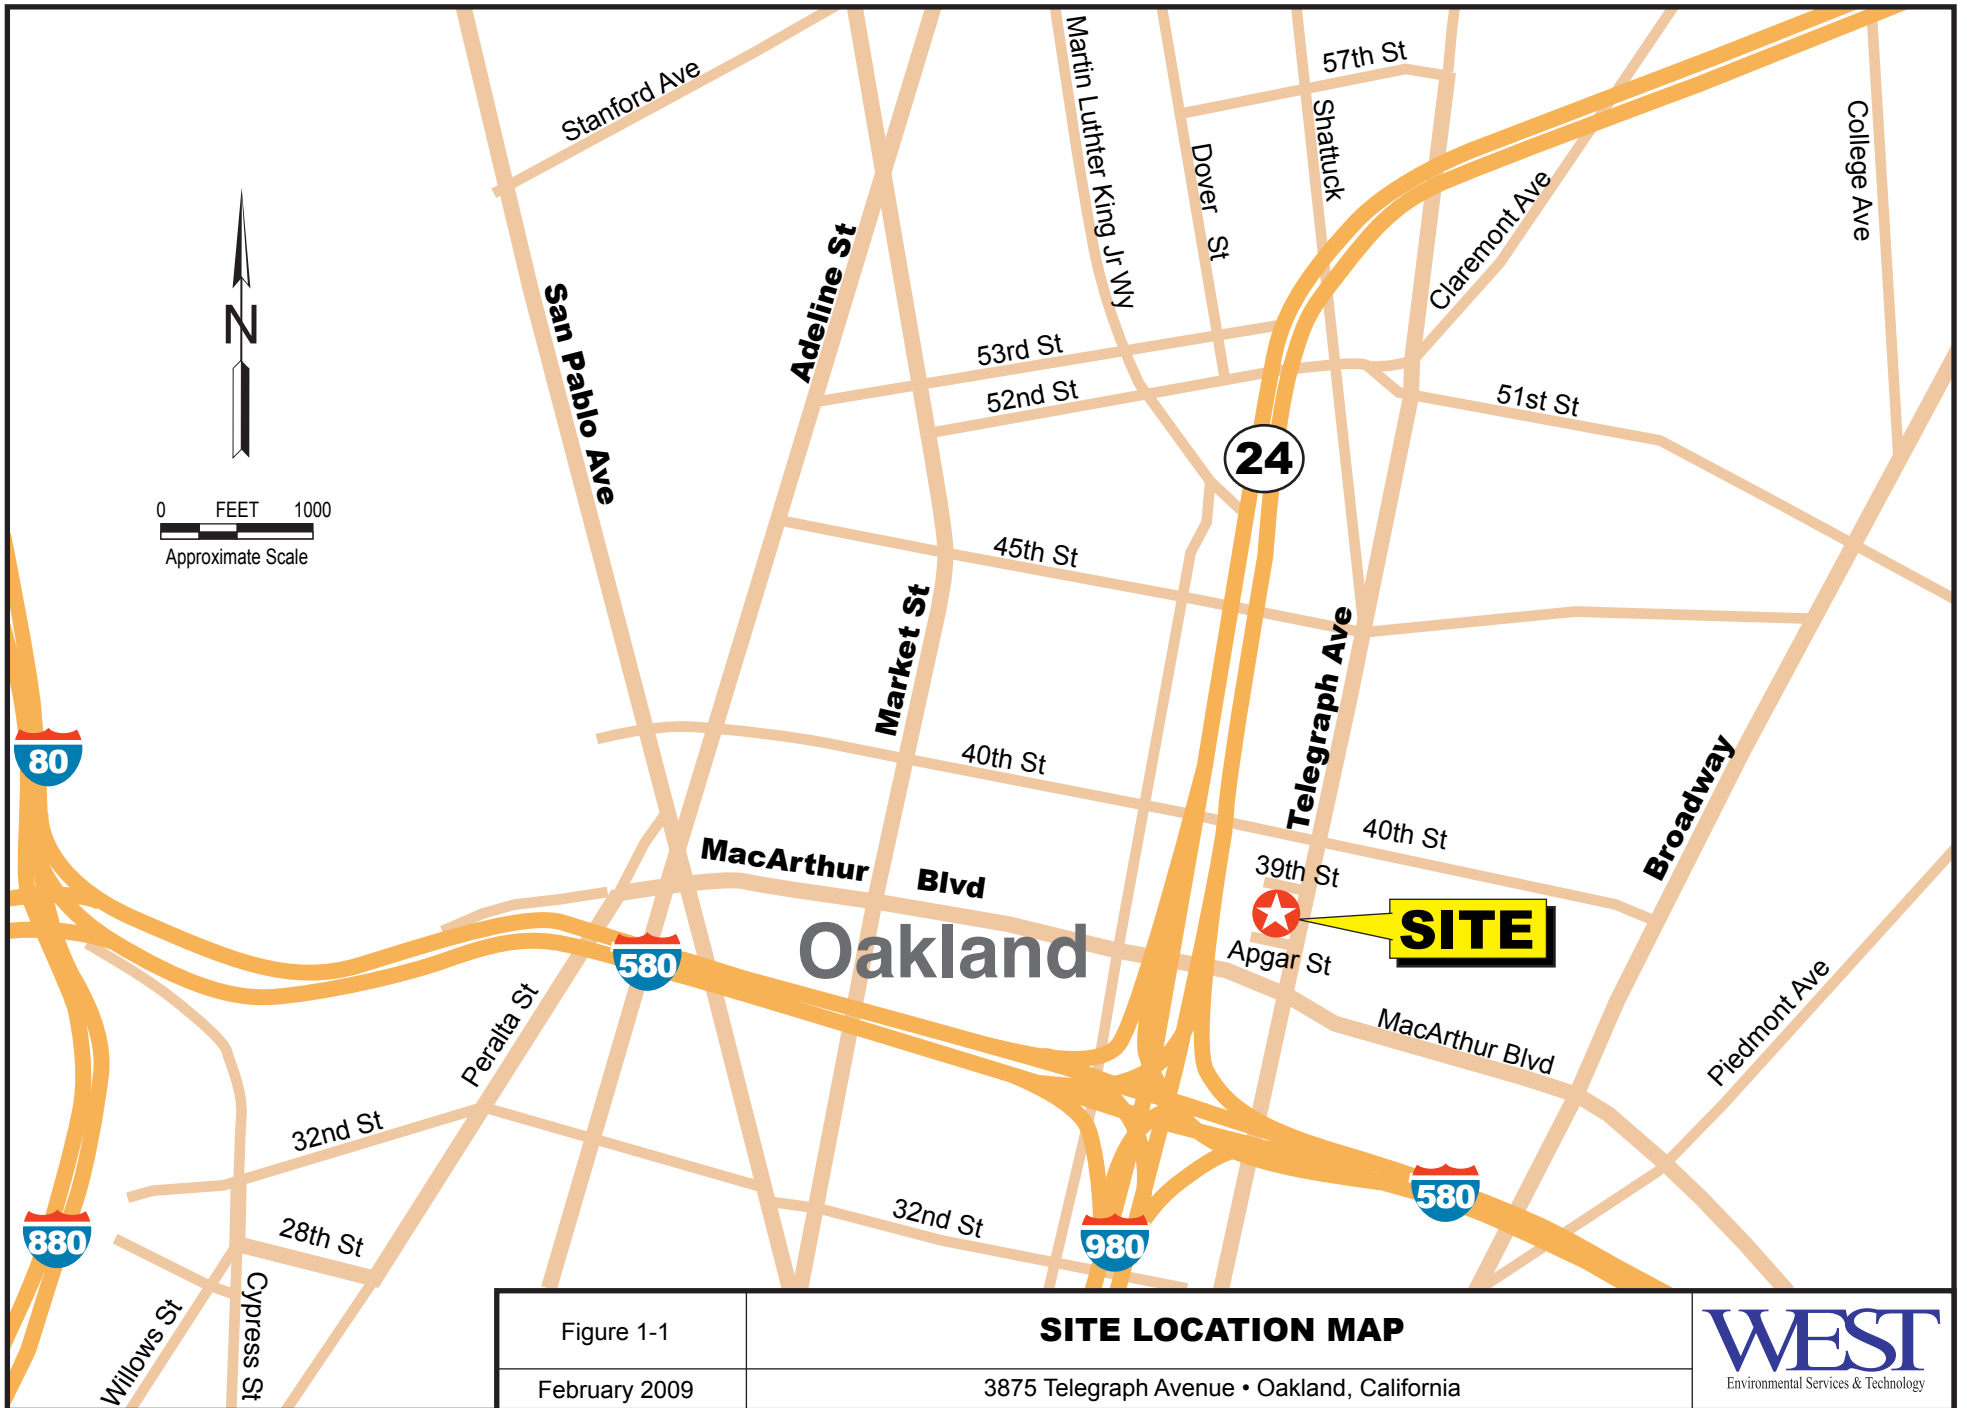 Stanford Ave
Martin Luthter King Jr Wy
57th St
Shattuck
Dover St
College Ave
Claremont Ave
N
San Pablo Ave
Adeline St
53rd St
52nd St
51st St
24
0 FEET 1000
Approximate Scale
45th St
Market St
Telegraph Ave
80
40th St
Broadway
40th St
MacArthur Blvd
39th St
SITE
Oakland
Apgar St
580
Peralta St
MacArthur Blvd
Piedmont Ave
32nd St
580
32nd St
980
880
28th St
Willows St
Cypress St
Figure 1-1
SITE LOCATION MAP
February 2009
3875 Telegraph Avenue • Oakland, California
WEST
Environmental Services & Technology